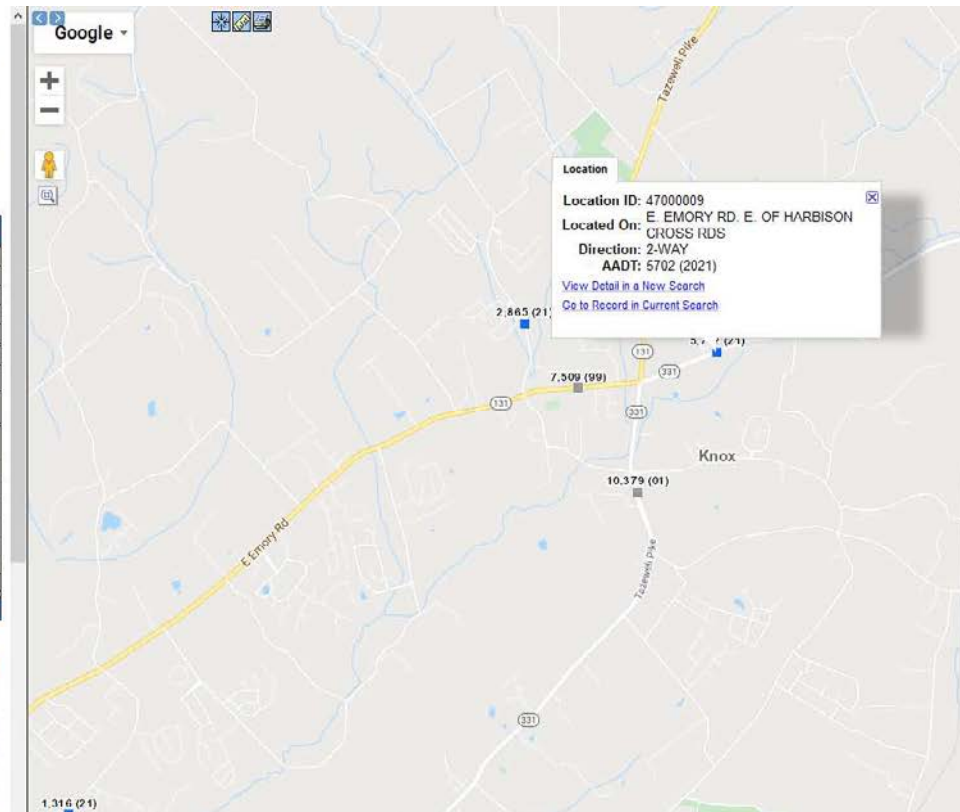 Google
Tazewell Pike
Location
Location ID: 47000009
Located On: E. EMORY RD. E. OF HARBISON
CROSS RDS
Direction: 2-WAY
AADT: 5702 (2021)
View Detail in a New Search
Go to Record in Current Search
2,865 (21)
131
7,509 (99)
331
131
331
Knox
10,379 (01)
E Emory Rd
Tazewell Pike
331
1,316 (21)